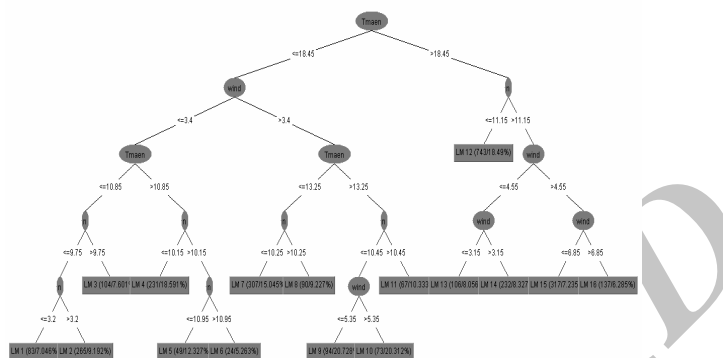 Tmaen
<=18.45 >18.45
wind n
<=3.4 >3.4 <=11.15 >11.15
Tmaen Tmaen LM 12 (743/18.49%) wind
<=10.85 >10.85 <=13.25 >13.25 <=4.55 >4.55
n n n n wind wind
<=9.75 >9.75 <=10.15 >10.15 <=10.25 >10.25 <=10.45 >10.45 <=3.15 >3.15 <=6.85 >6.85
n LM 3 (104/7.601% LM 4 (231/18.591%) n LM 7 (307/15.045% LM 8 (90/9.227%) wind LM 11 (67/10.333 LM 13 (106/8.056 LM 14 (232/8.327 LM 15 (317/7.235 LM 16 (137/6.285%)
<=3.2 >3.2 <=10.95 >10.95 <=5.35 >5.35
LM 1 (83/7.046% LM 2 (265/9.192%) LM 5 (49/12.327% LM 6 (24/5.263%) LM 9 (94/20.726% LM 10 (73/20.312%)
D